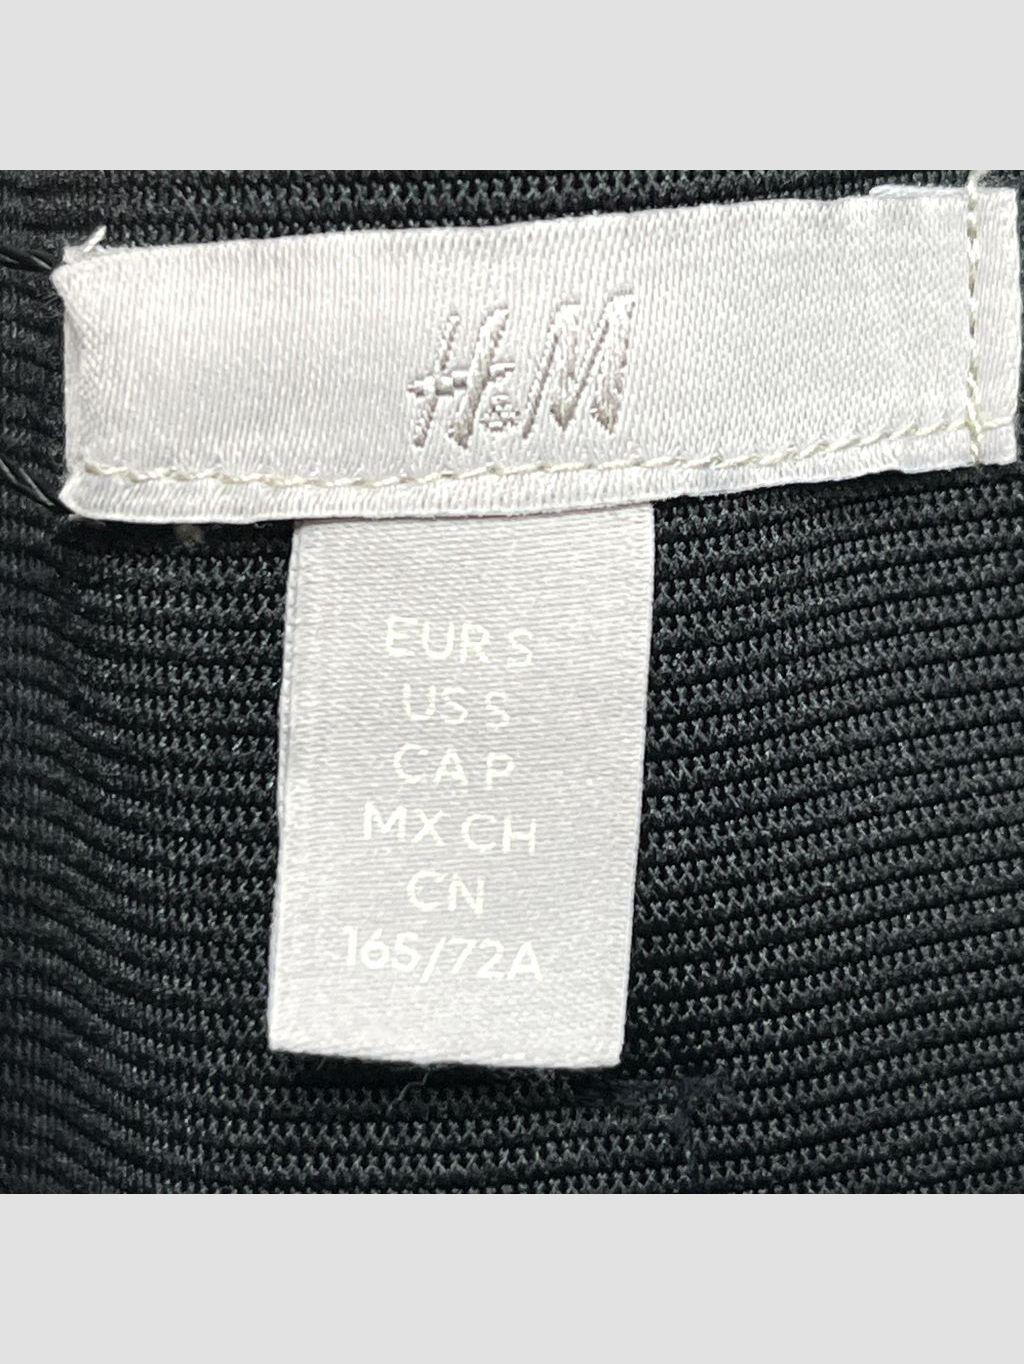 H&M
EUR S
US S
CA P
MX CH
CN
165/72A